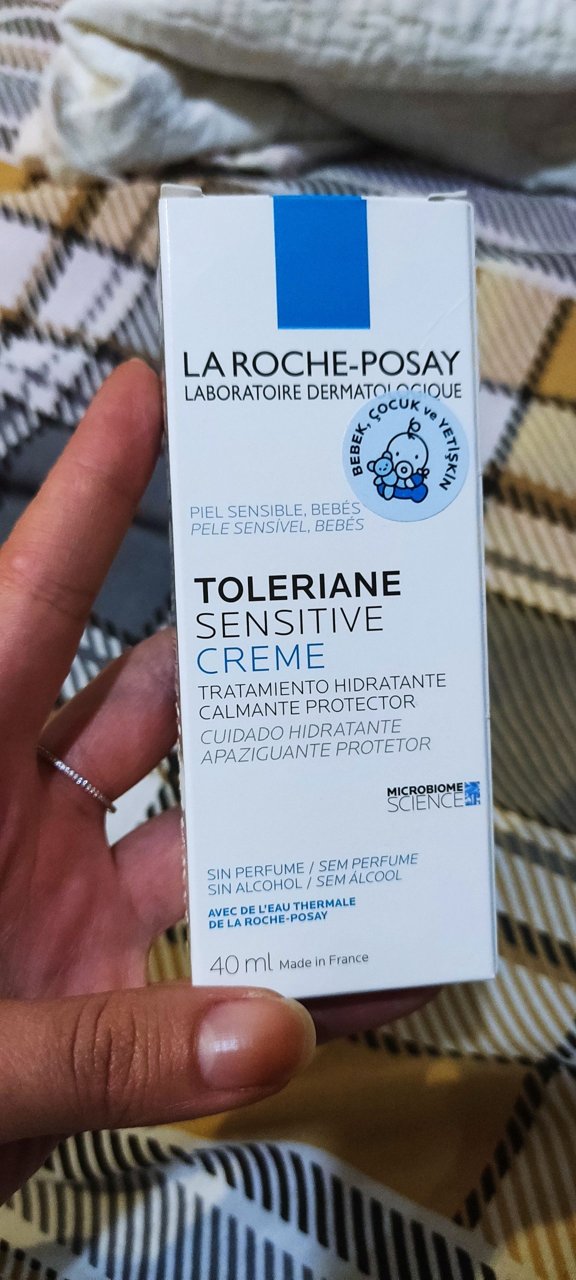 LA ROCHE-POSAY
LABORATOIRE DERMATOLOGIQUE
BEBEK, ÇOCUK ve YETİŞKİN
PIEL SENSIBLE, BEBÉS
PELE SENSÍVEL, BEBÉS
TOLERIANE
SENSITIVE
CREME
TRATAMIENTO HIDRATANTE
CALMANTE PROTECTOR
CUIDADO HIDRATANTE
APAZIGUANTE PROTETOR
MICROBIOME
SCIENCE
SIN PERFUME / SEM PERFUME
SIN ALCOHOL / SEM ÁLCOOL
AVEC DE L'EAU THERMALE
DE LA ROCHE-POSAY
40 ml Made in France